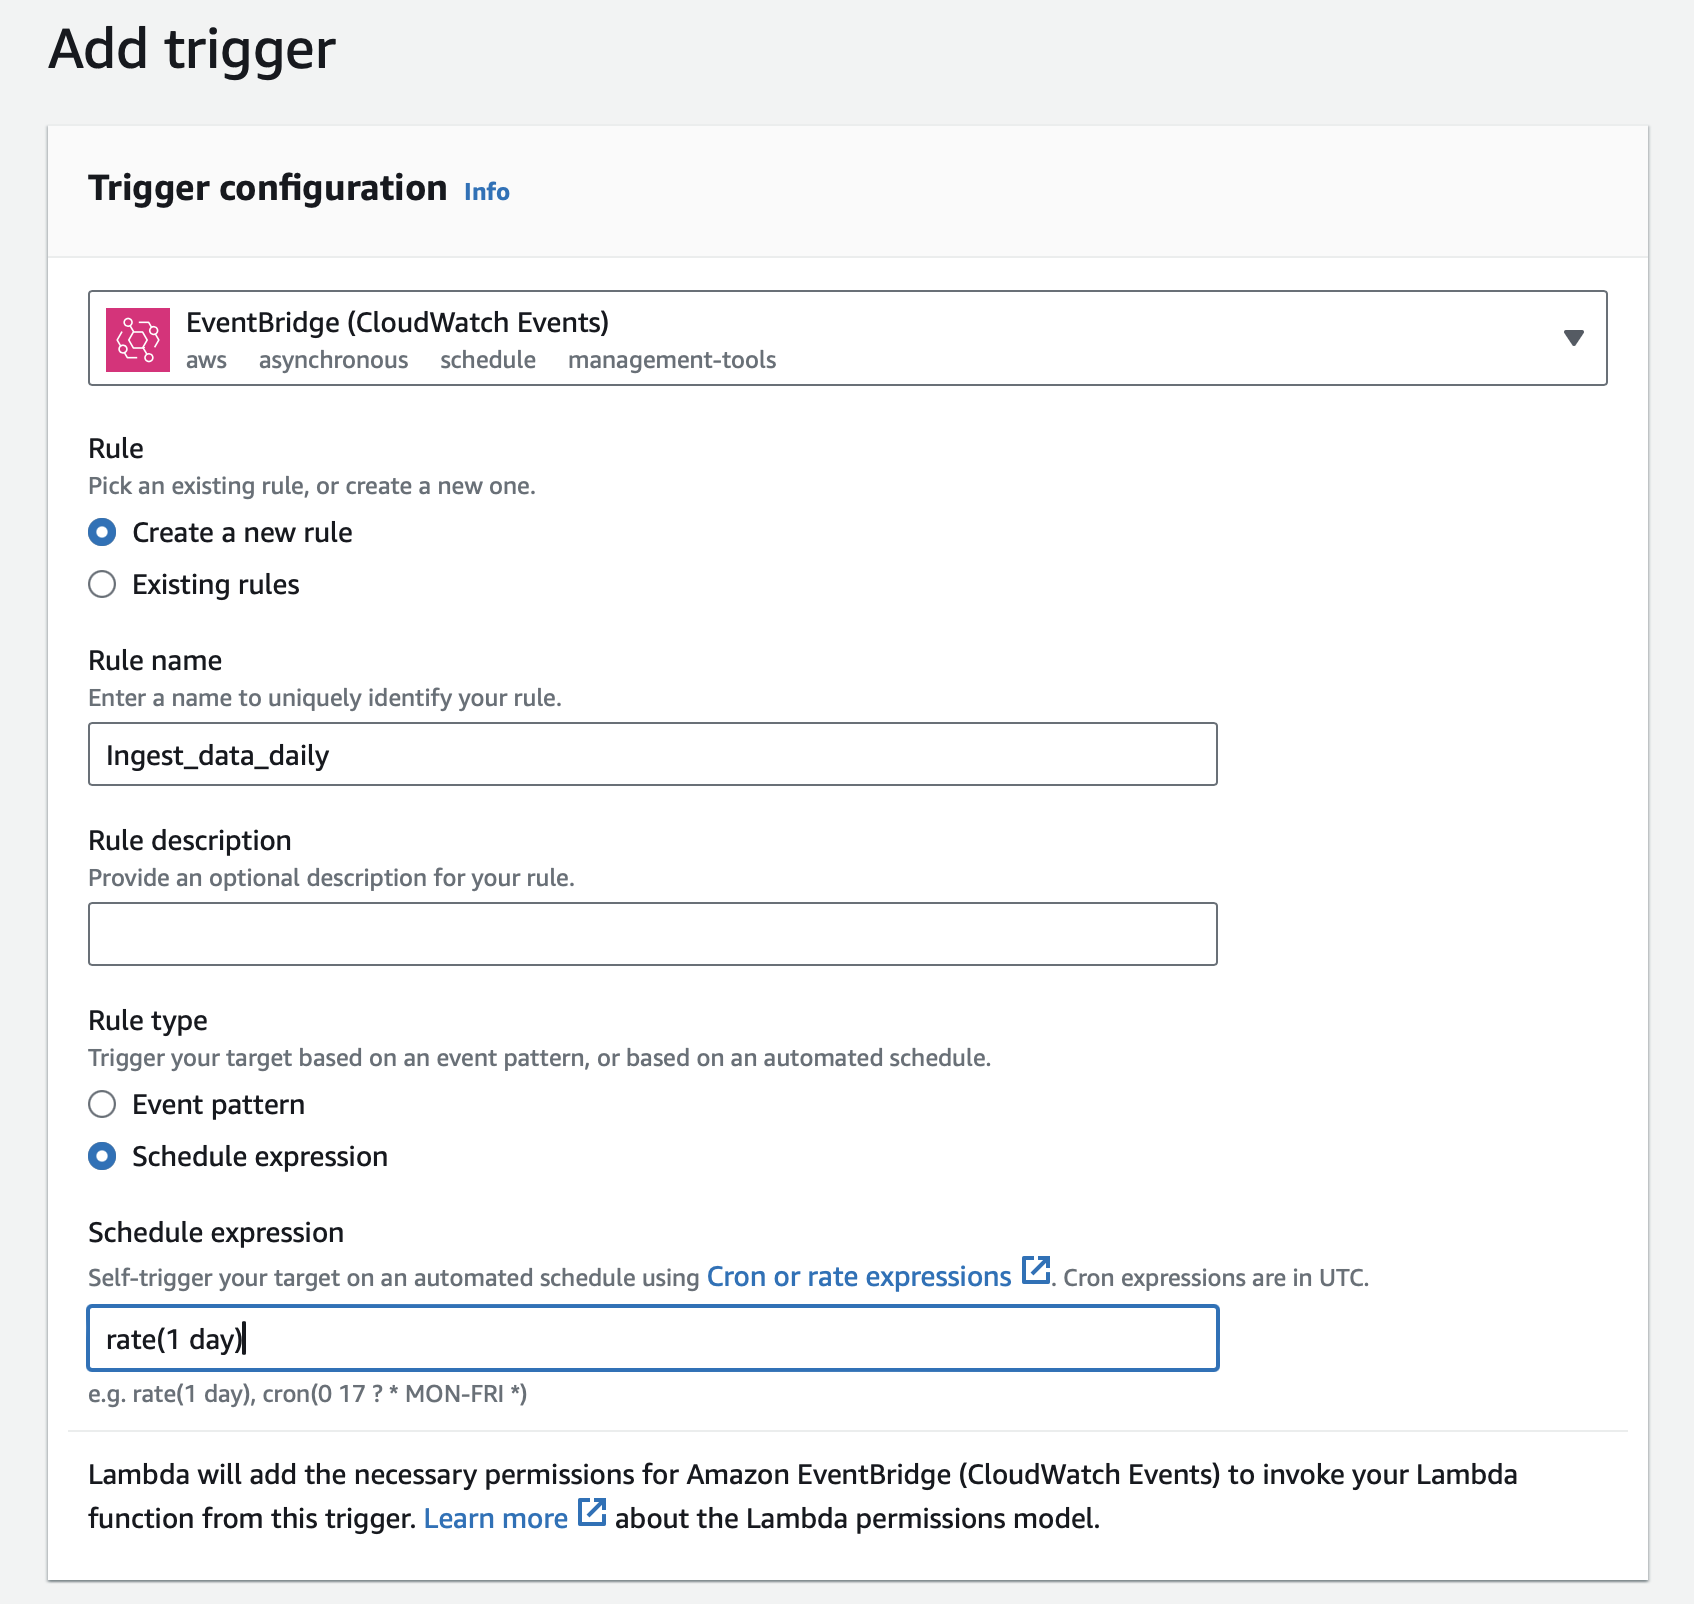 Add trigger
Trigger configuration Info
EventBridge (CloudWatch Events)
aws asynchronous schedule management-tools
Rule
Pick an existing rule, or create a new one.
Create a new rule
Existing rules
Rule name
Enter a name to uniquely identify your rule.
Ingest_data_daily
Rule description
Provide an optional description for your rule.
Rule type
Trigger your target based on an event pattern, or based on an automated schedule.
Event pattern
Schedule expression
Schedule expression
Self-trigger your target on an automated schedule using Cron or rate expressions. Cron expressions are in UTC.
rate(1 day)
e.g. rate(1 day), cron(0 17 ? * MON-FRI *)
Lambda will add the necessary permissions for Amazon EventBridge (CloudWatch Events) to invoke your Lambda
function from this trigger. Learn more about the Lambda permissions model.